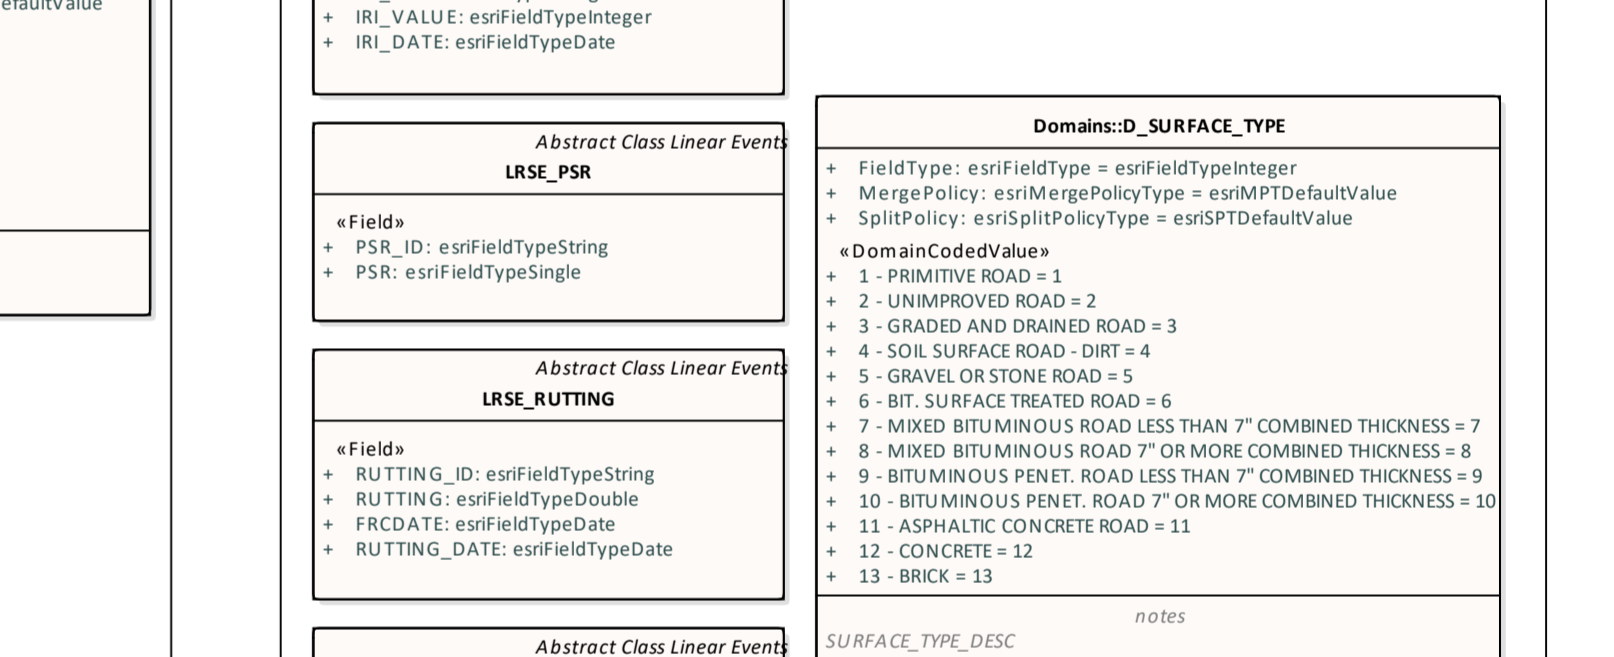 efaultValue
+ IRI_VALUE: esriFieldTypeInteger
+ IRI_DATE: esriFieldTypeDate
Abstract Class Linear Events
LRSE_PSR
«Field»
+ PSR_ID: esriFieldTypeString
+ PSR: esriFieldTypeSingle
Abstract Class Linear Events
LRSE_RUTTING
«Field»
+ RUTTING_ID: esriFieldTypeString
+ RUTTING: esriFieldTypeDouble
+ FRCDATE: esriFieldTypeDate
+ RUTTING_DATE: esriFieldTypeDate
Abstract Class Linear Events
Domains::D_SURFACE_TYPE
+ FieldType: esriFieldType = esriFieldTypeInteger
+ MergePolicy: esriMergePolicyType = esriMPTDefaultValue
+ SplitPolicy: esriSplitPolicyType = esriSPTDefaultValue
«DomainCodedValue»
+ 1 - PRIMITIVE ROAD = 1
+ 2 - UNIMPROVED ROAD = 2
+ 3 - GRADED AND DRAINED ROAD = 3
+ 4 - SOIL SURFACE ROAD - DIRT = 4
+ 5 - GRAVEL OR STONE ROAD = 5
+ 6 - BIT. SURFACE TREATED ROAD = 6
+ 7 - MIXED BITUMINOUS ROAD LESS THAN 7" COMBINED THICKNESS = 7
+ 8 - MIXED BITUMINOUS ROAD 7" OR MORE COMBINED THICKNESS = 8
+ 9 - BITUMINOUS PENET. ROAD LESS THAN 7" COMBINED THICKNESS = 9
+ 10 - BITUMINOUS PENET. ROAD 7" OR MORE COMBINED THICKNESS = 10
+ 11 - ASPHALTIC CONCRETE ROAD = 11
+ 12 - CONCRETE = 12
+ 13 - BRICK = 13
notes
SURFACE_TYPE_DESC